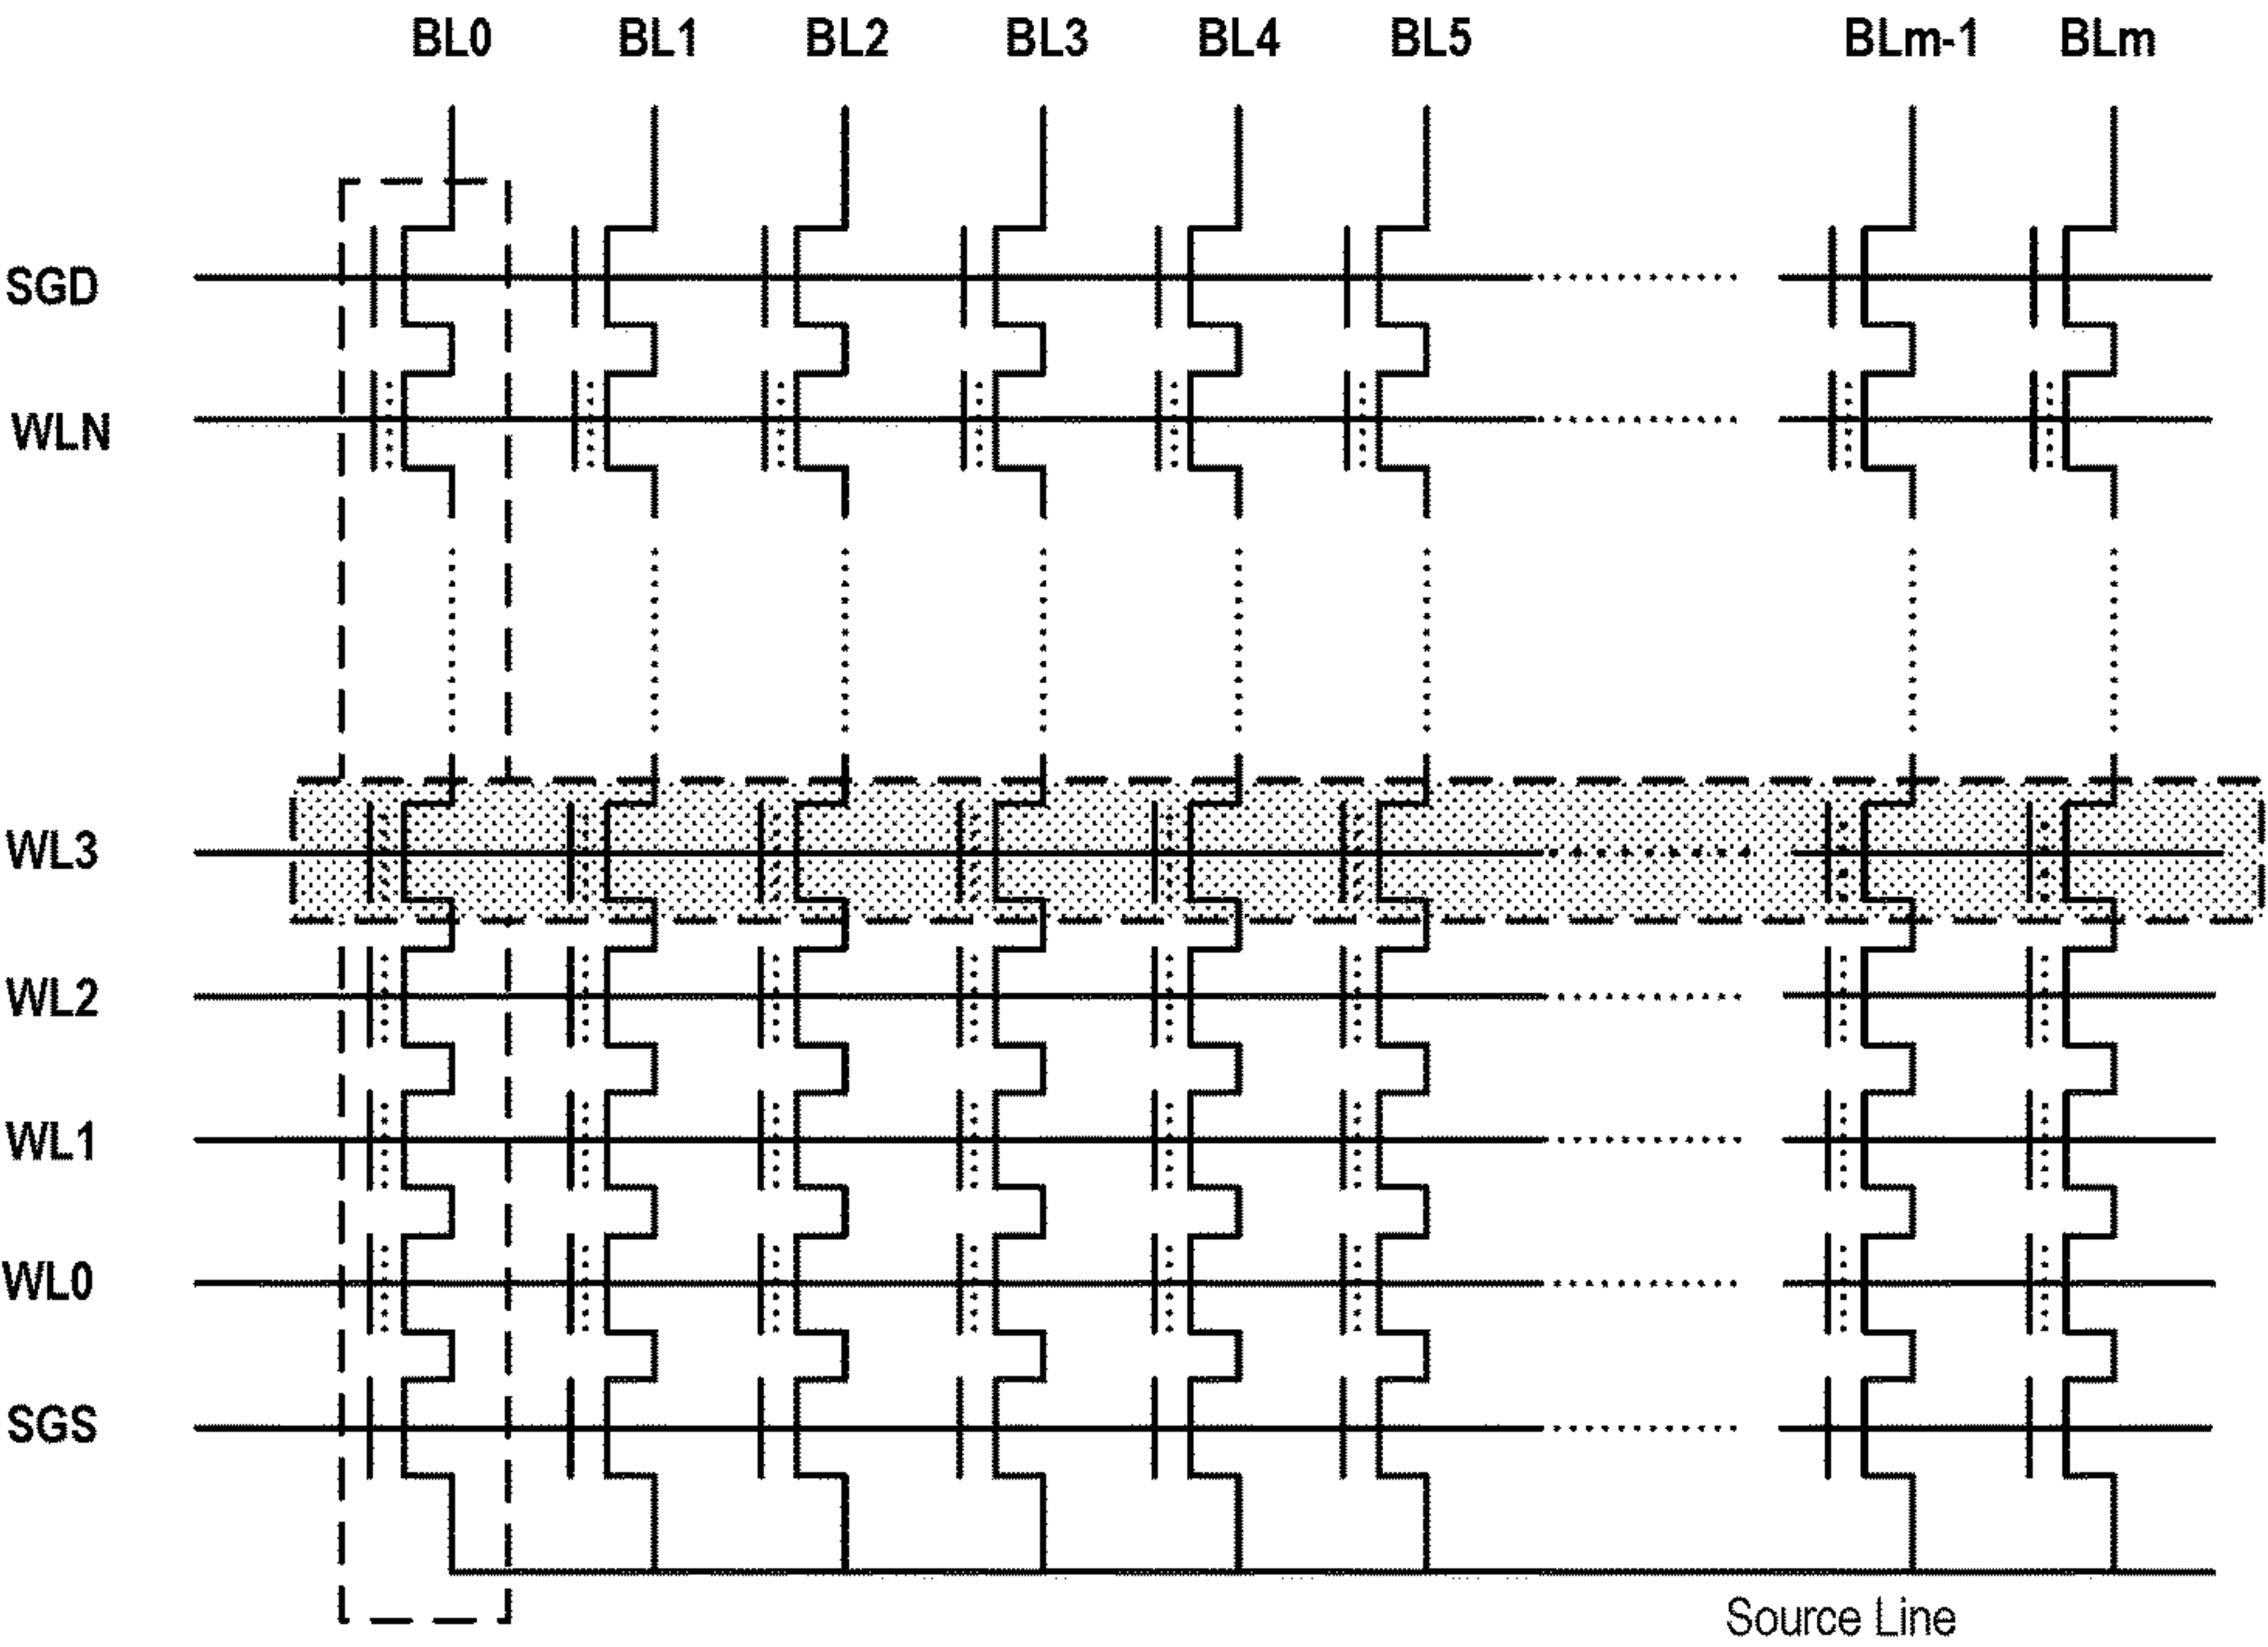 BL0 BL1 BL2 BL3 BL4 BL5 BLm-1 BLm
SGD
WLN
WL3
WL2
WL1
WL0
SGS
Source Line